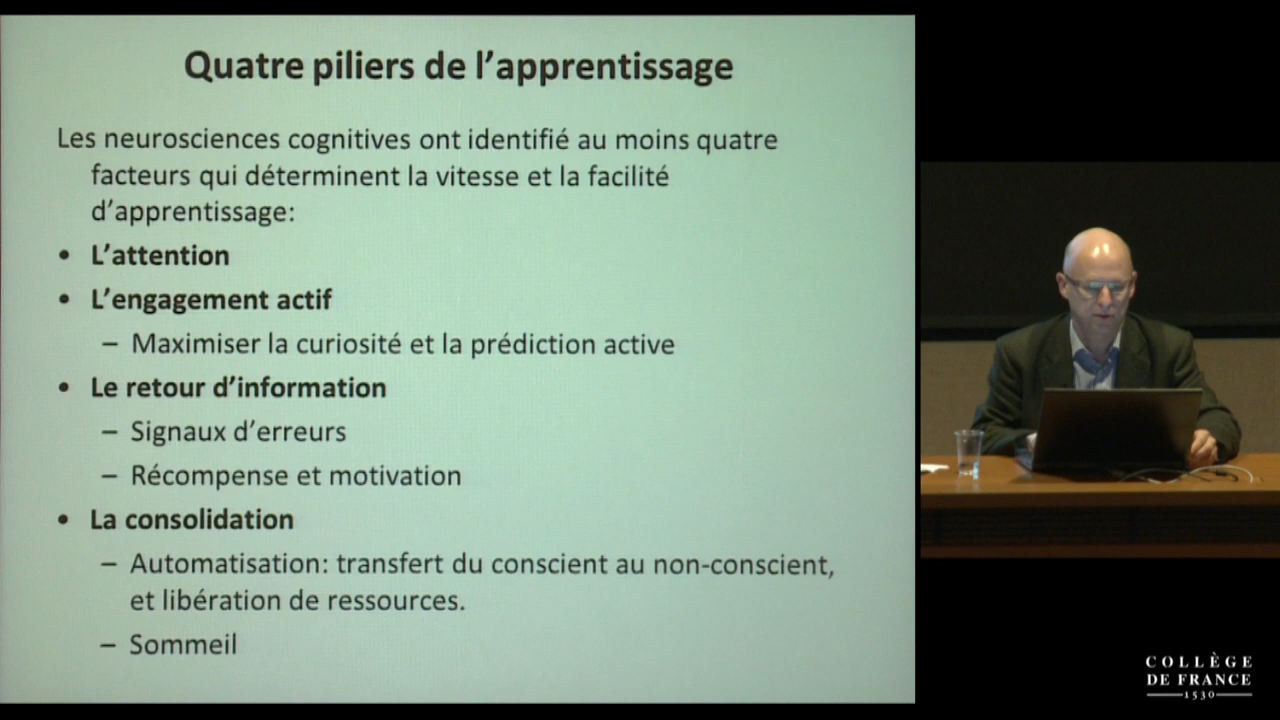 Quatre piliers de l’apprentissage
Les neurosciences cognitives ont identifié au moins quatre
facteurs qui déterminent la vitesse et la facilité
d’apprentissage:
• L’attention
• L’engagement actif
– Maximiser la curiosité et la prédiction active
• Le retour d’information
– Signaux d’erreurs
– Récompense et motivation
• La consolidation
– Automatisation: transfert du conscient au non-conscient,
et libération de ressources.
– Sommeil
COLLÈGE
DE FRANCE
1530